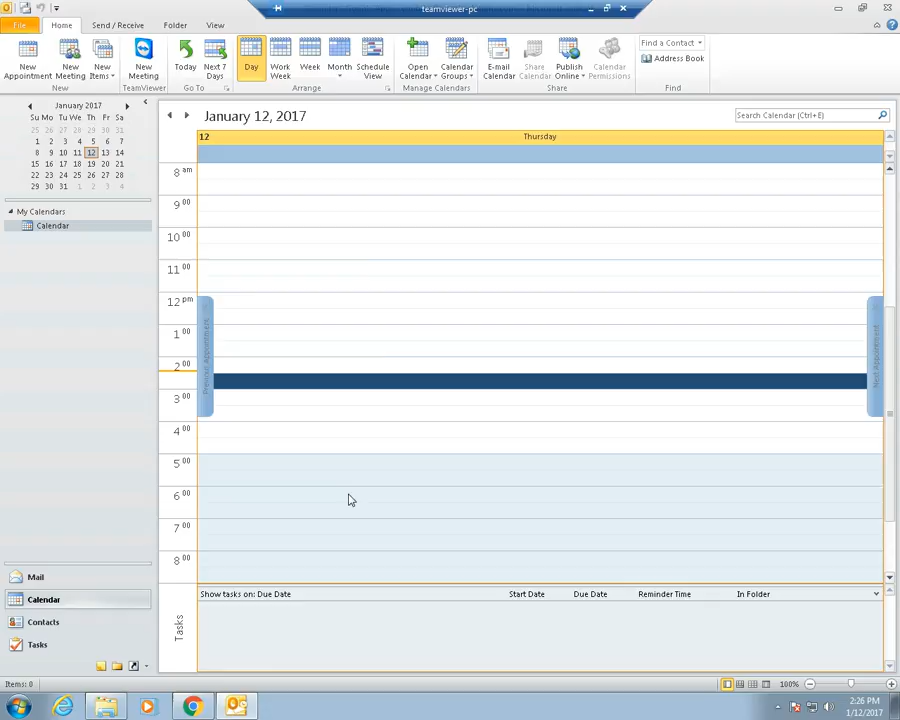 teamviewer-pc
File
Home
Send / Receive
Folder
View
New Appointment
New Meeting
New Items
New Meeting
Today
Next 7 Days
Day
Work Week
Week
Month
Schedule View
Open Calendar
Calendar Groups
E-mail Calendar
Share Calendar
Publish Online
Calendar Permissions
Find a Contact
Address Book
New
TeamViewer
Go To
Arrange
Manage Calendars
Share
Find
January 2017
Su Mo Tu We Th Fr Sa
25 26 27 28 29 30 31
1 2 3 4 5 6 7
8 9 10 11 12 13 14
15 16 17 18 19 20 21
22 23 24 25 26 27 28
29 30 31 1 2 3 4
My Calendars
Calendar
January 12, 2017
Search Calendar (Ctrl+E)
12 Thursday
8 am
9 00
10 00
11 00
12 pm
1 00
2 00
3 00
4 00
5 00
6 00
7 00
8 00
Previous Appointment
Next Appointment
Mail
Calendar
Contacts
Tasks
Tasks
Show tasks on: Due Date
Start Date
Due Date
Reminder Time
In Folder
Items: 0
100%
2:26 PM
1/12/2017